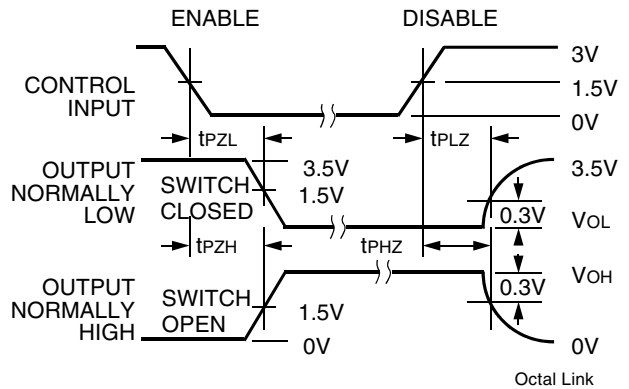 ENABLE DISABLE
3V
CONTROL
INPUT
1.5V
0V
tPZL tPLZ
OUTPUT
NORMALLY
LOW
SWITCH
CLOSED
3.5V
1.5V
3.5V
0.3V
VOL
tPZH tPHZ
OUTPUT
NORMALLY
HIGH
SWITCH
OPEN
1.5V
0V
0.3V
VOH
0V
Octal Link